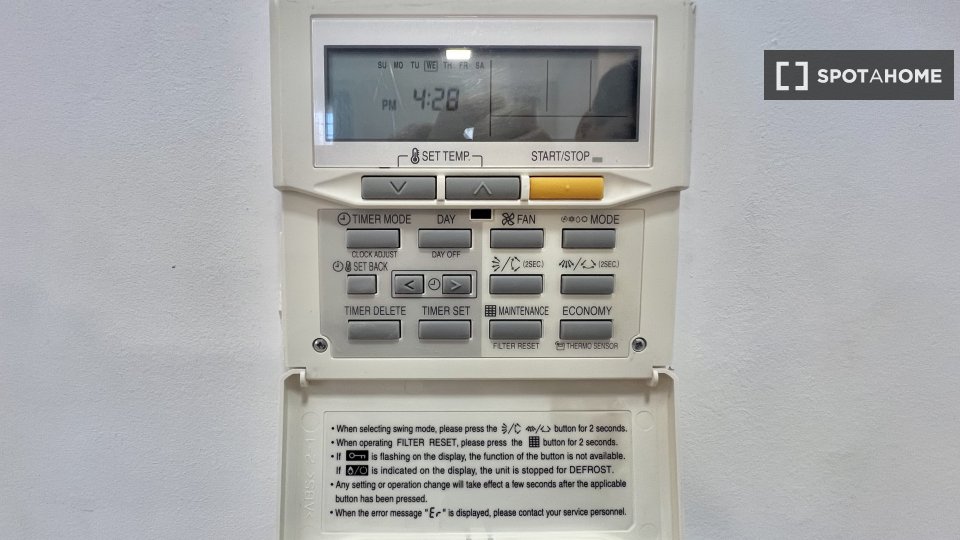 SPOTAHOME
SU MO TU WE TH FR SA
PM 4:28
SET TEMP. START/STOP
TIMER MODE DAY FAN MODE
CLOCK ADJUST DAY OFF
SET BACK (2SEC.) (2SEC.)
< >
TIMER DELETE TIMER SET MAINTENANCE ECONOMY
FILTER RESET THERMO SENSOR
• When selecting swing mode, please press the / button for 2 seconds.
• When operating FILTER RESET, please press the button for 2 seconds.
• If is flashing on the display, the function of the button is not available.
If is indicated on the display, the unit is stopped for DEFROST.
• Any setting or operation change will take effect a few seconds after the applicable
button has been pressed.
• When the error message "Er" is displayed, please contact your service personnel.